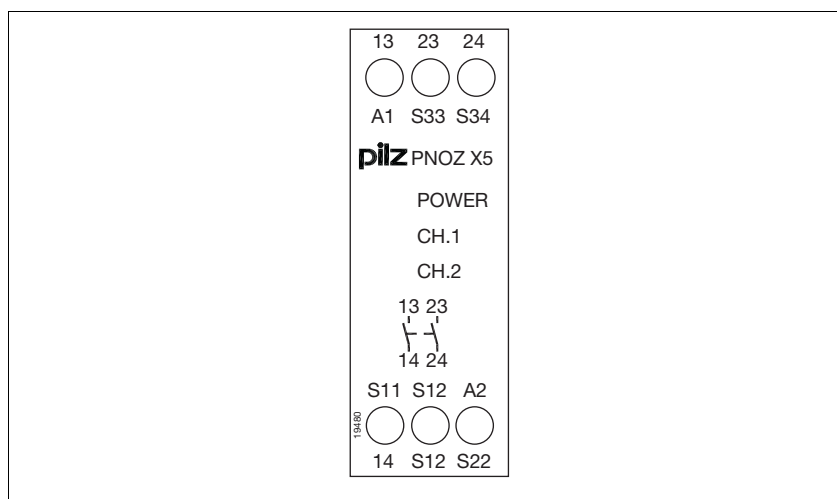 13 23 24
A1 S33 S34
pilz PNOZ X5
POWER
CH.1
CH.2
13 23
14 24
S11 S12 A2
19480
14 S12 S22